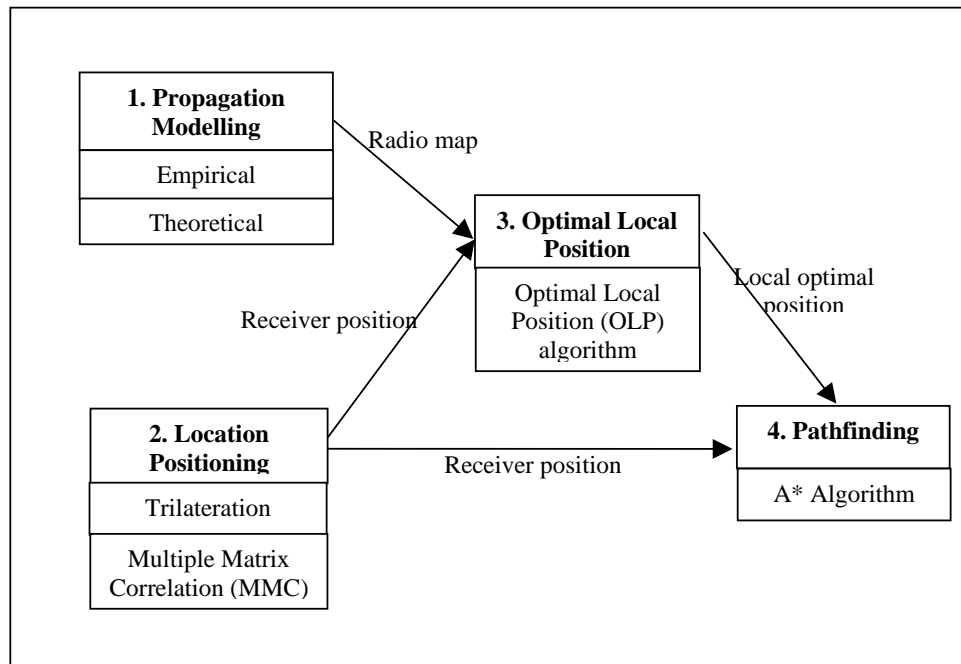 1. Propagation
Modelling
Empirical
Theoretical
Radio map
3. Optimal Local
Position
Optimal Local
Position (OLP)
algorithm
Local optimal
position
Receiver position
2. Location
Positioning
Trilateration
Multiple Matrix
Correlation (MMC)
Receiver position
4. Pathfinding
A* Algorithm